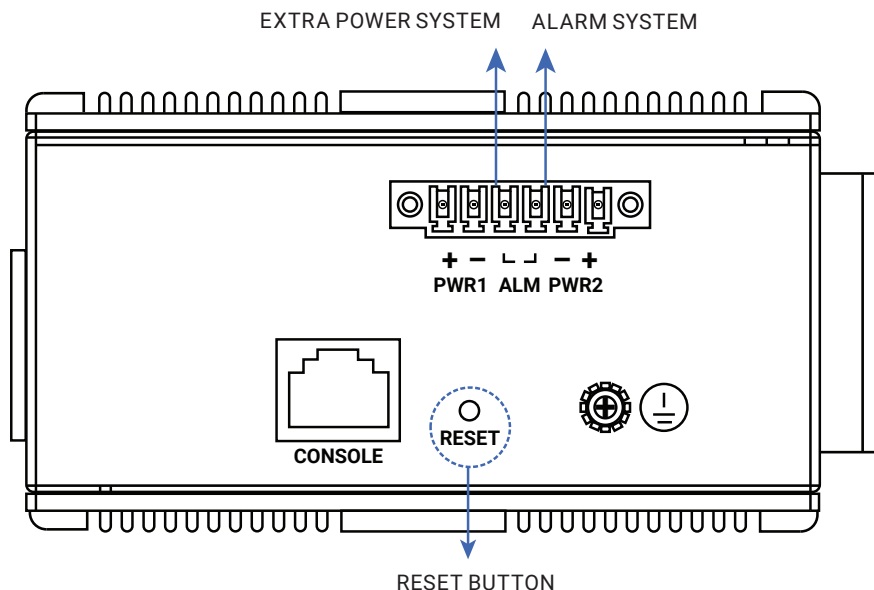 EXTRA POWER SYSTEM ALARM SYSTEM
+ − − +
PWR1 ALM PWR2
CONSOLE
RESET
RESET BUTTON